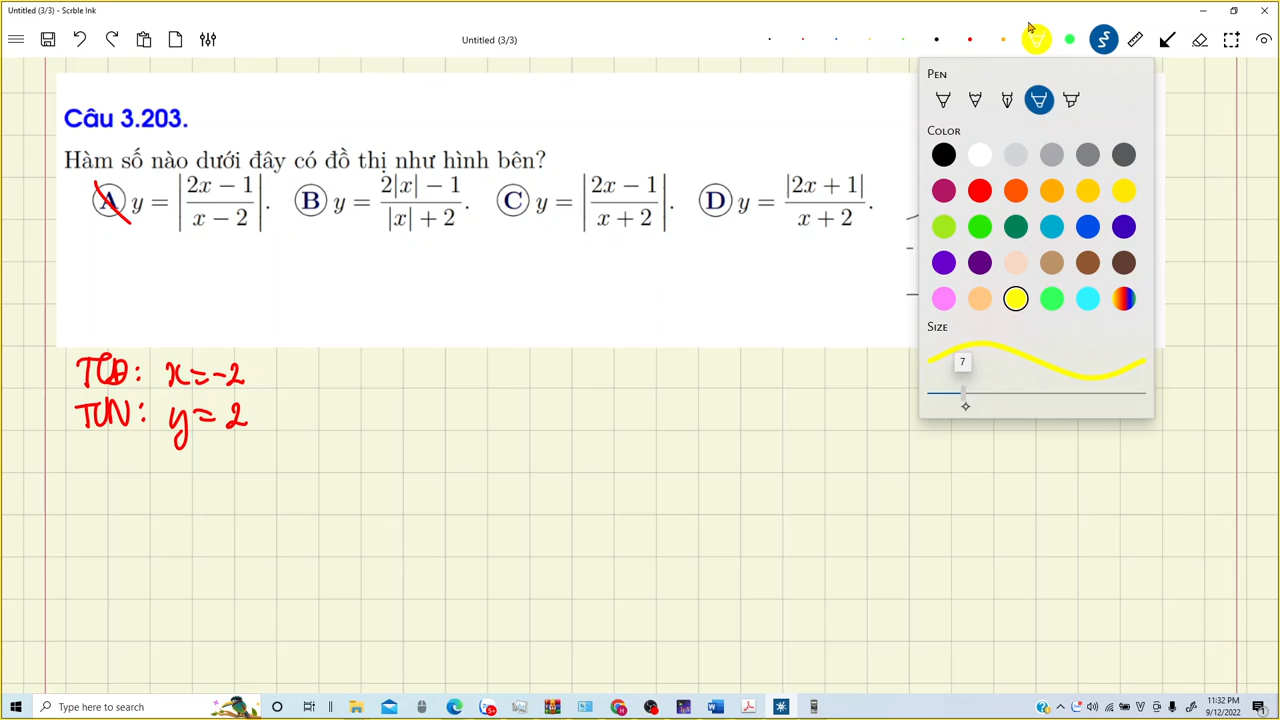 Untitled (3/3) - Scrble Ink
Untitled (3/3)
PEN
COLOR
SIZE
7
Câu 3.203.
Hàm số nào dưới đây có đồ thị như hình bên?
A y = |(2x − 1)/(x − 2)|. B y = (2|x| − 1)/(|x| + 2). C y = |(2x − 1)/(x + 2)|. D y = |2x + 1|/(x + 2).
TCĐ: x = -2
TCN: y = 2
Type here to search
11:32 PM
9/12/2022